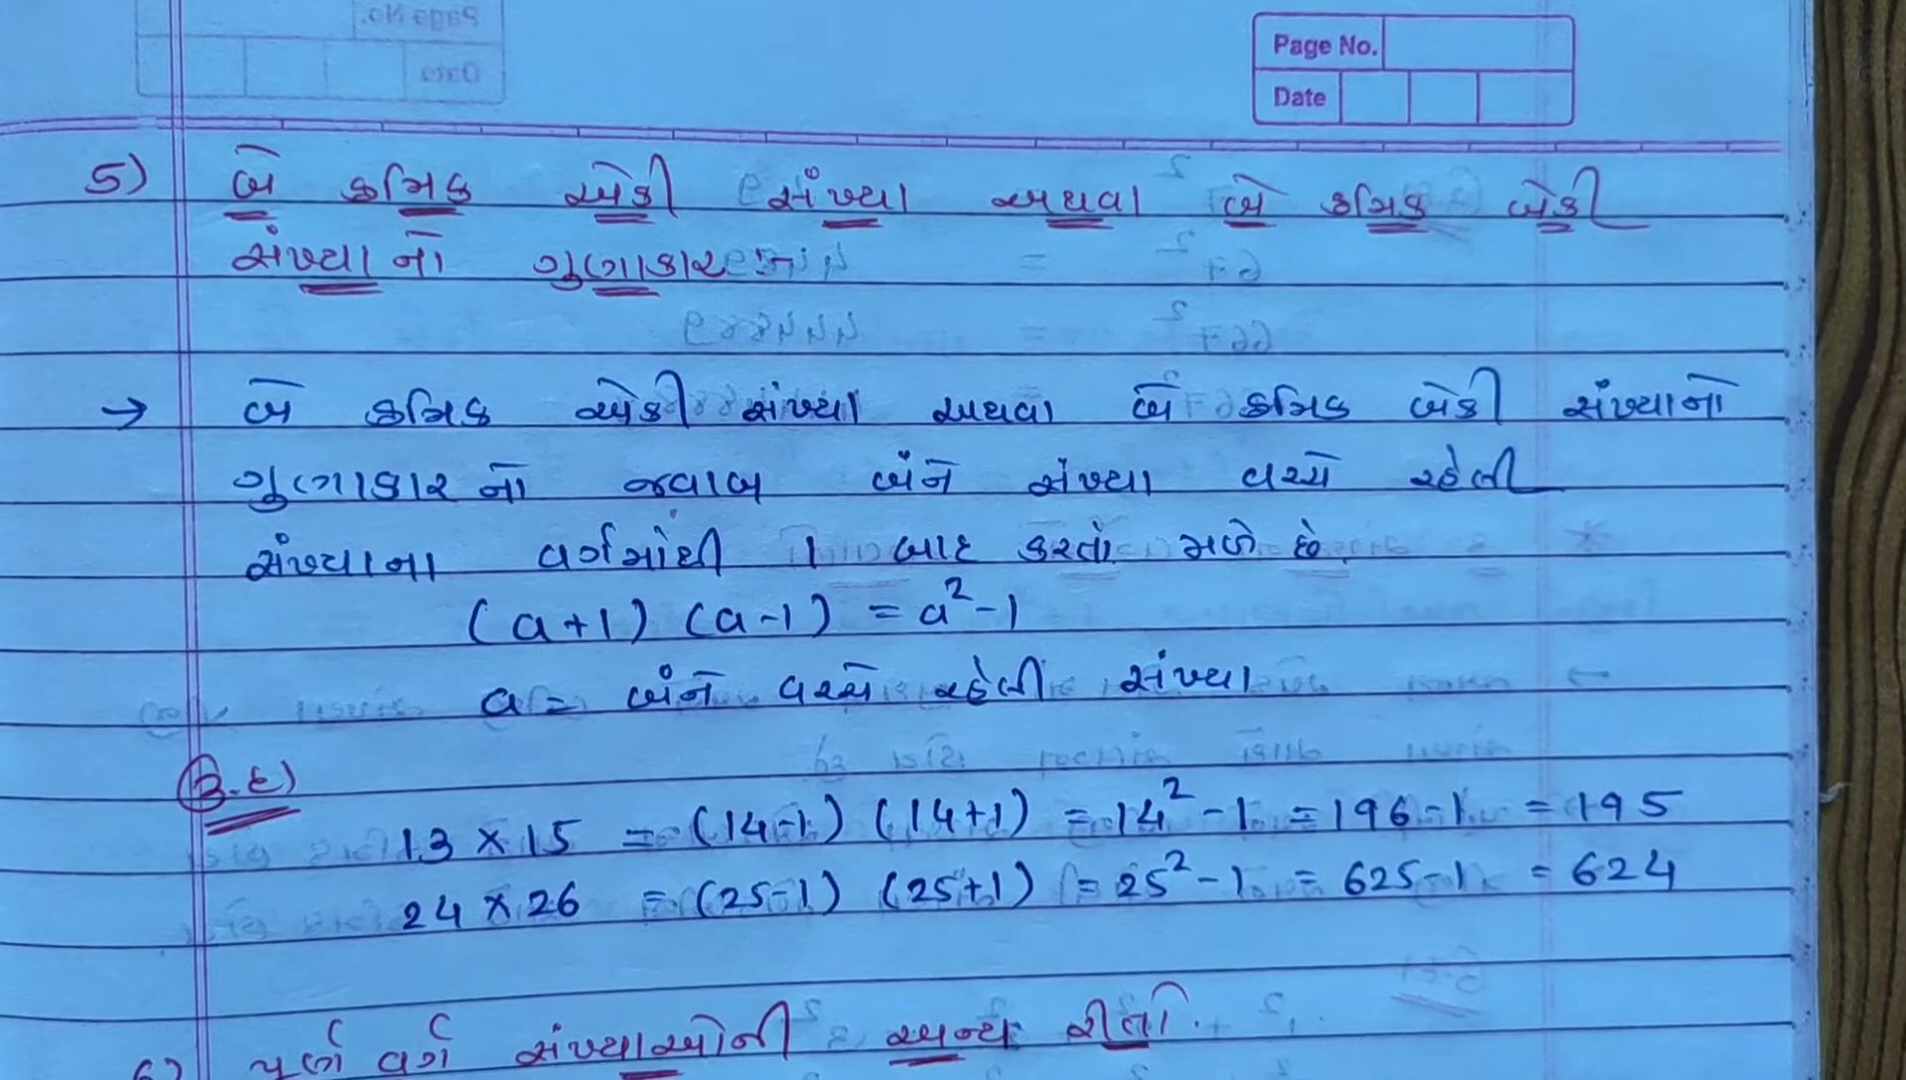 Page No.
Date
5) બે ક્રમિક એકી સંખ્યા અથવા બે ક્રમિક બેકી
સંખ્યાનો ગુણાકાર :-
→ બે ક્રમિક એકી સંખ્યા અથવા બે ક્રમિક બેકી સંખ્યાનો
ગુણાકારનો જવાબ બંને સંખ્યા વચ્ચે રહેલી
સંખ્યાના વર્ગમાંથી 1 બાદ કરતાં મળે છે.
(a+1) (a-1) = a²-1
a = બંને વચ્ચે રહેલી સંખ્યા
ઉ.દા)
13 × 15 = (14-1) (14+1) = 14² - 1 = 196-1 = 195
24 × 26 = (25-1) (25+1) = 25² - 1 = 625-1 = 624
6) પૂર્ણ વર્ગ સંખ્યાઓની અન્ય રીતો.